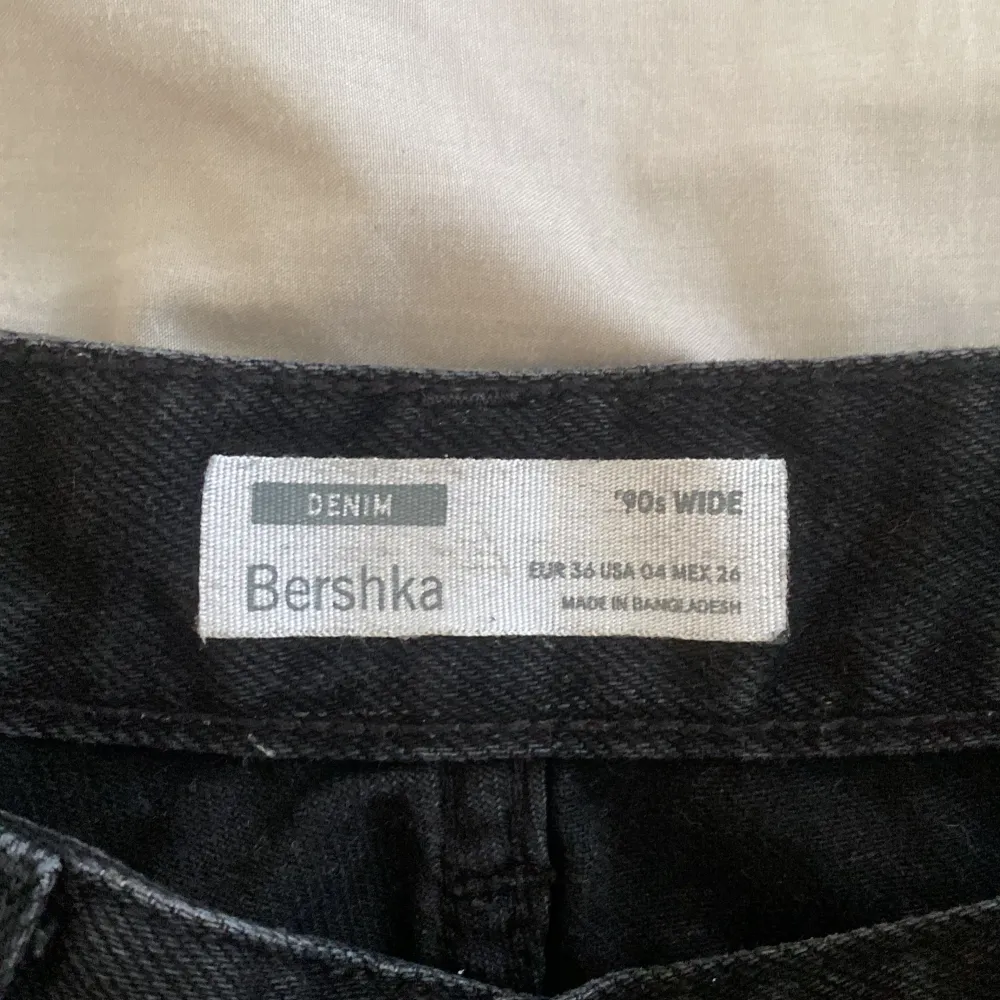 DENIM
'90s WIDE
Bershka
EUR 36 USA 04 MEX 26
MADE IN BANGLADESH